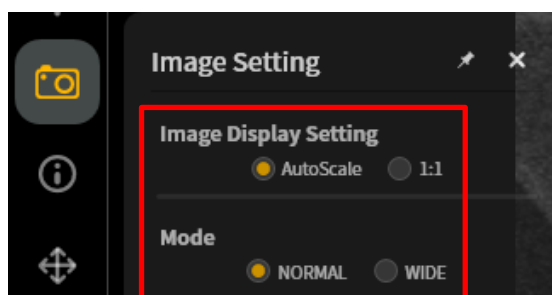 Image Setting
Image Display Setting
AutoScale 1:1
Mode
NORMAL WIDE